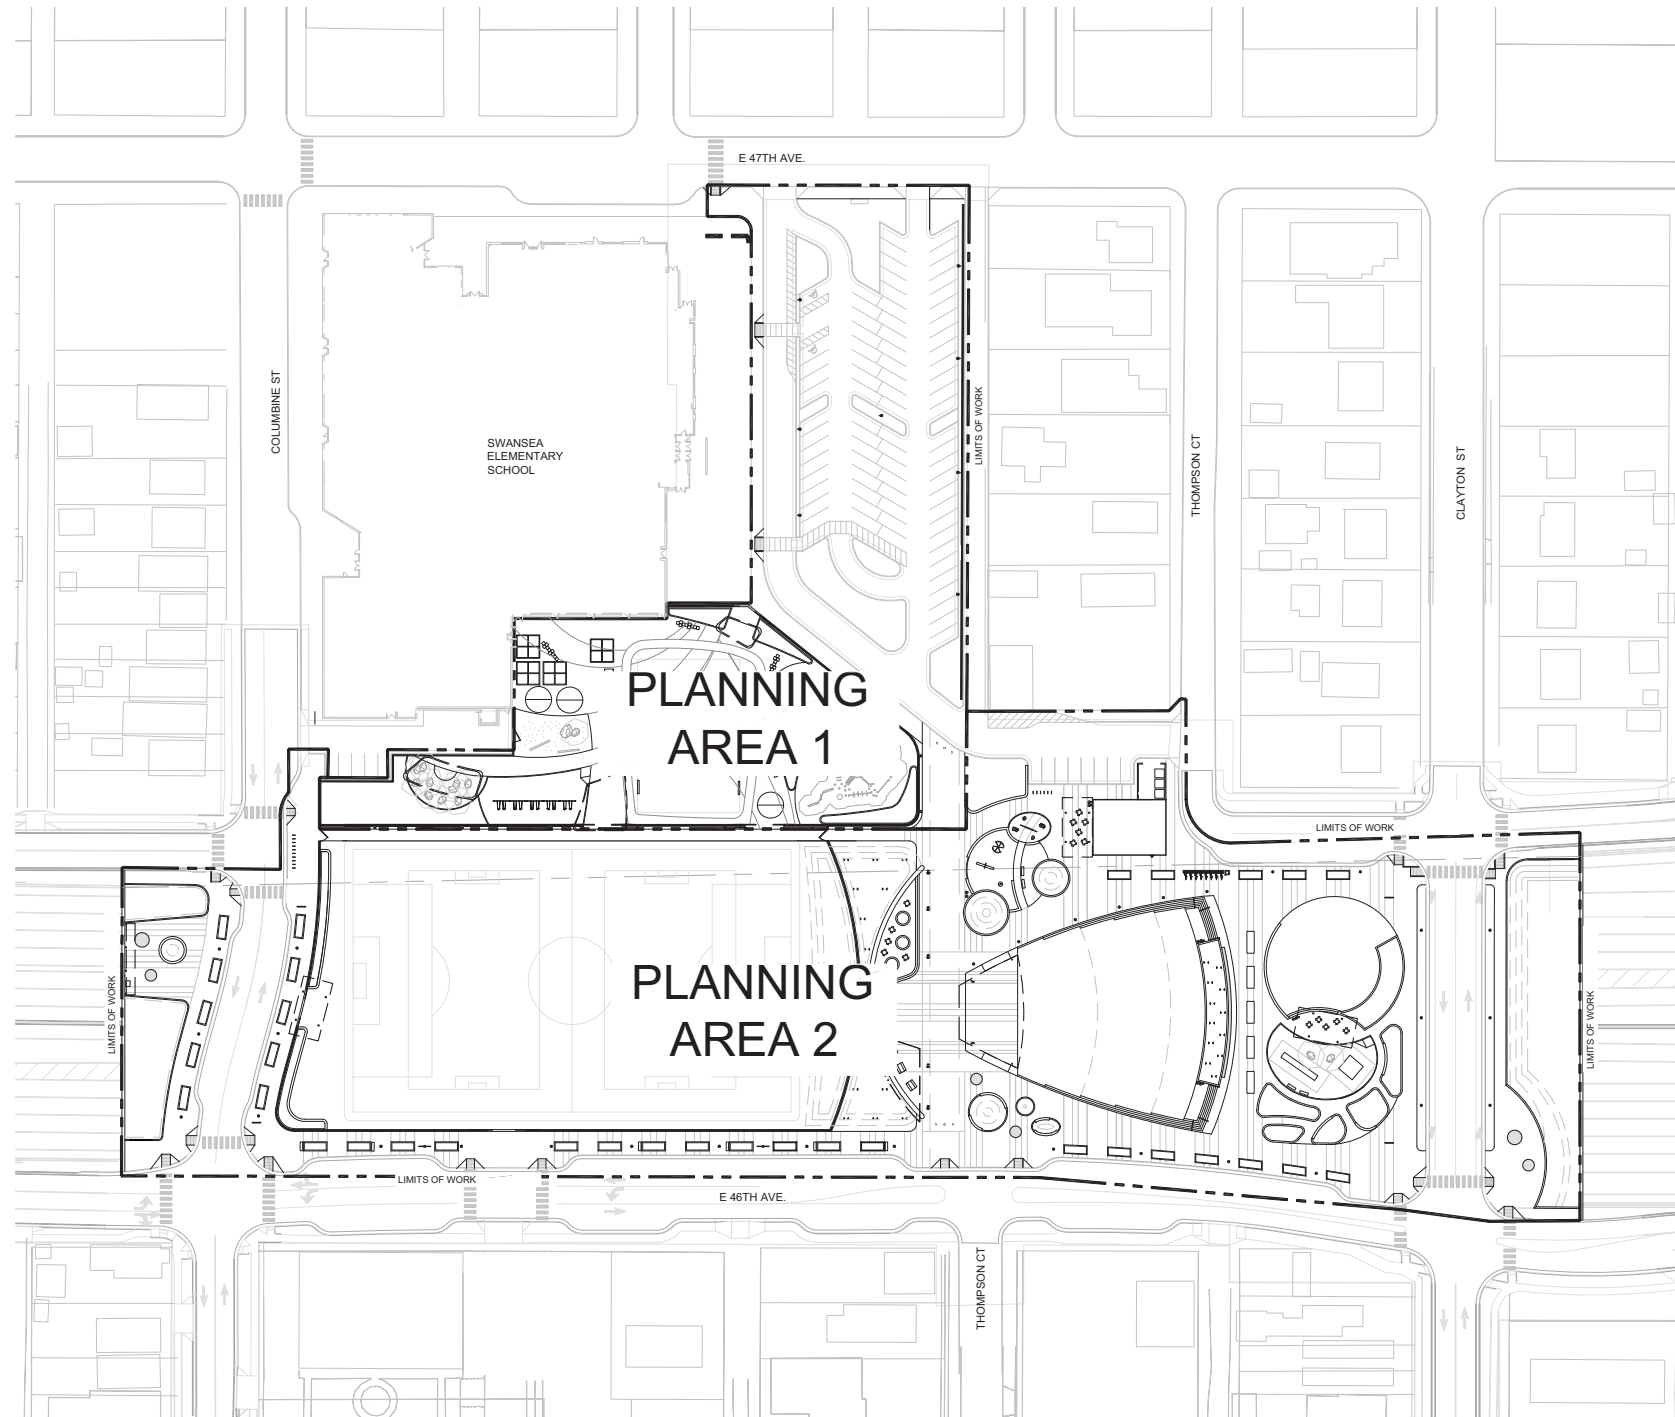 E 47TH AVE.
COLUMBINE ST
SWANSEA
ELEMENTARY
SCHOOL
LIMITS OF WORK
THOMPSON CT
CLAYTON ST
PLANNING
AREA 1
LIMITS OF WORK
PLANNING
AREA 2
LIMITS OF WORK
LIMITS OF WORK
LIMITS OF WORK
E 46TH AVE.
THOMPSON CT